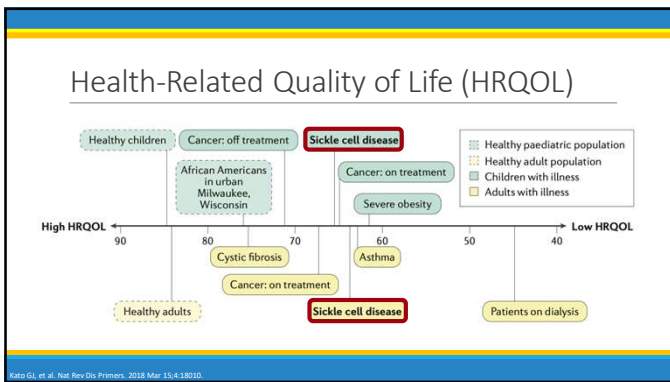 Health-Related Quality of Life (HRQOL)
Healthy children
Cancer: off treatment
Sickle cell disease
African Americans
in urban
Milwaukee,
Wisconsin
Cancer: on treatment
Severe obesity
Healthy paediatric population
Healthy adult population
Children with illness
Adults with illness
High HRQOL
Low HRQOL
90 80 70 60 50 40
Cystic fibrosis
Asthma
Cancer: on treatment
Healthy adults
Sickle cell disease
Patients on dialysis
Kato GJ, et al. Nat Rev Dis Primers. 2018 Mar 15;4:18010.